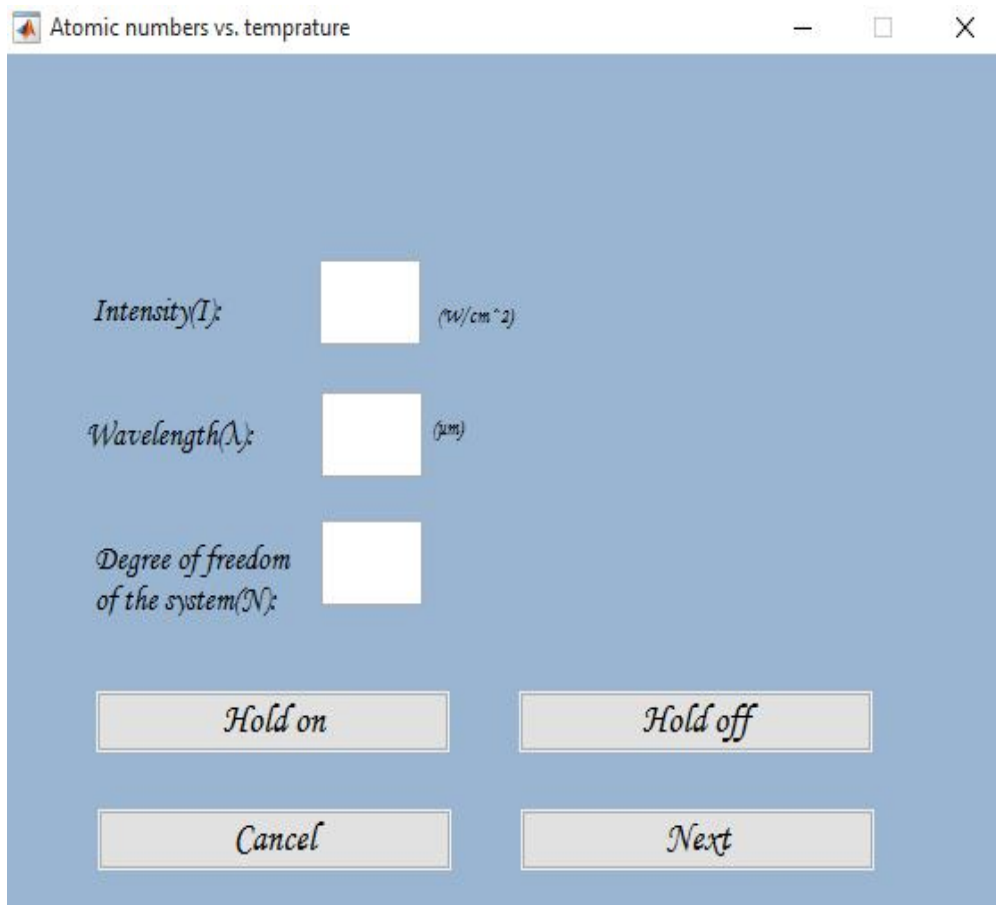 Atomic numbers vs. temprature
Intensity(I):
(W/cm^2)
Wavelength(λ):
(μm)
Degree of freedom
of the system(N):
Hold on
Hold off
Cancel
Next